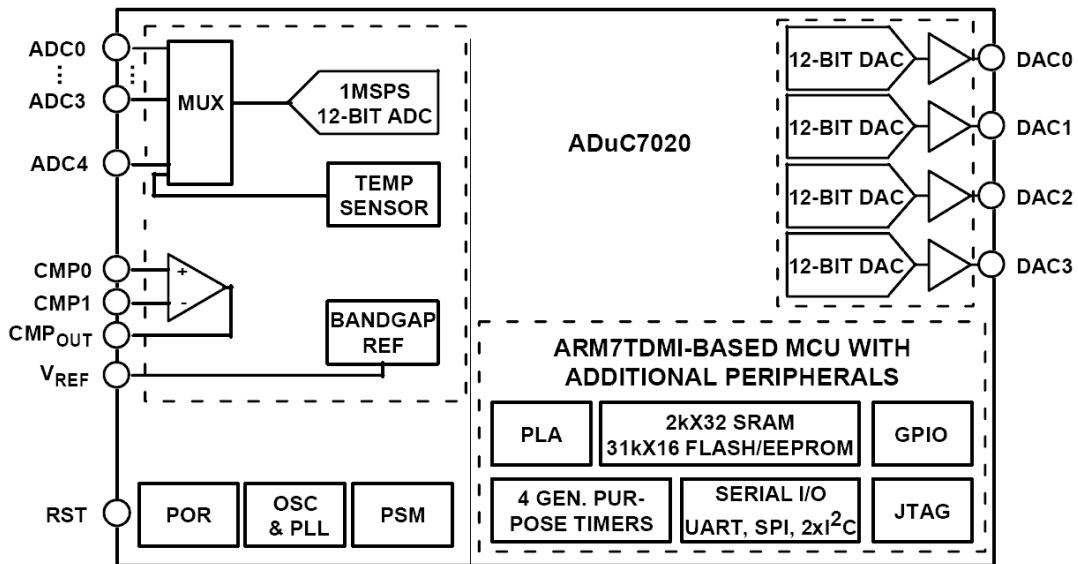 ADC0
ADC3
ADC4
MUX
1MSPS
12-BIT ADC
TEMP
SENSOR
CMP0
CMP1
CMPOUT
VREF
+
-
BANDGAP
REF
RST
POR
OSC
& PLL
PSM
ADuC7020
12-BIT DAC
DAC0
12-BIT DAC
DAC1
12-BIT DAC
DAC2
12-BIT DAC
DAC3
ARM7TDMI-BASED MCU WITH
ADDITIONAL PERIPHERALS
PLA
2kX32 SRAM
31kX16 FLASH/EEPROM
GPIO
4 GEN. PUR-
POSE TIMERS
SERIAL I/O
UART, SPI, 2xI²C
JTAG